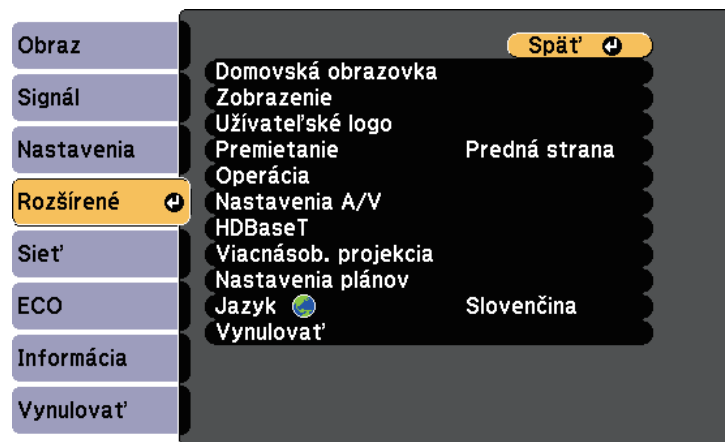 Obraz
Signál
Nastavenia
Rozšírené
Sieť
ECO
Informácia
Vynulovať
Späť
Domovská obrazovka
Zobrazenie
Užívateľské logo
Premietanie Predná strana
Operácia
Nastavenia A/V
HDBaseT
Viacnásob. projekcia
Nastavenia plánov
Jazyk Slovenčina
Vynulovať